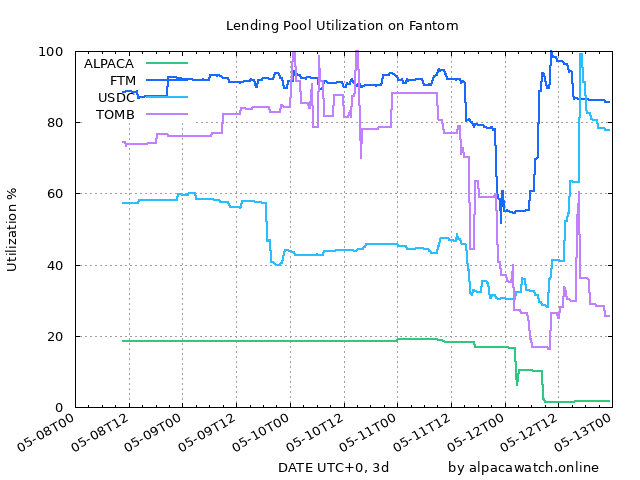 Lending Pool Utilization on Fantom
Utilization %
100
80
60
40
20
0
ALPACA
FTM
USDC
TOMB
05-08T00
05-08T12
05-09T00
05-09T12
05-10T00
05-10T12
05-11T00
05-11T12
05-12T00
05-12T12
05-13T00
DATE UTC+0, 3d
by alpacawatch.online